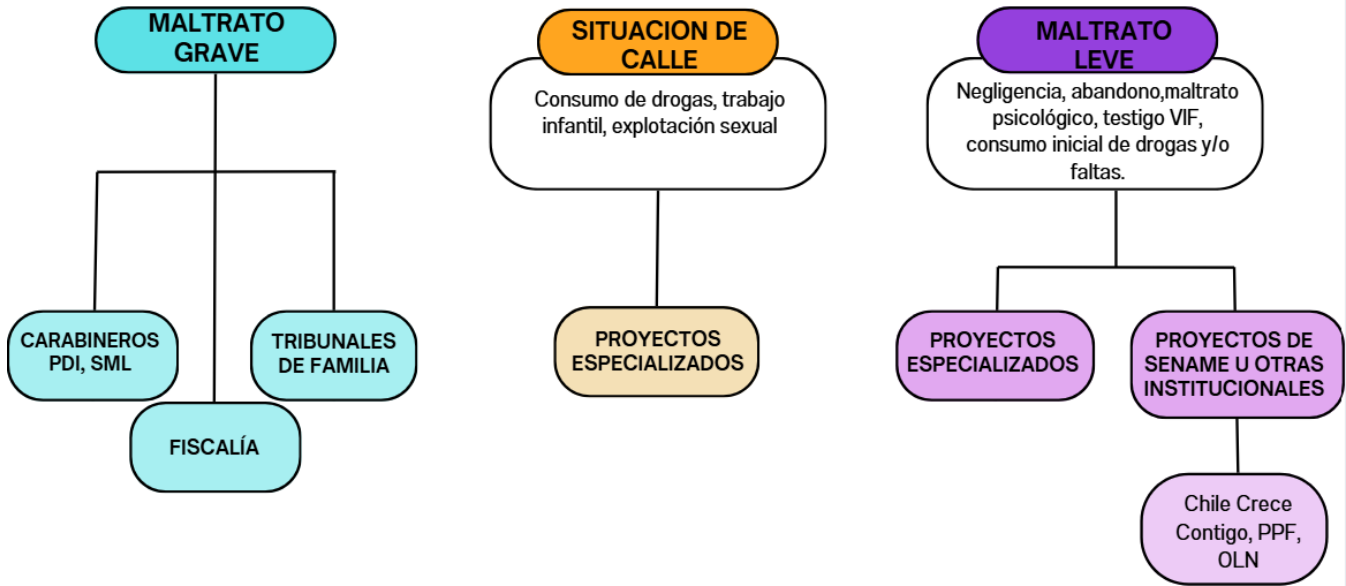 MALTRATO
GRAVE
CARABINEROS
PDI, SML
TRIBUNALES
DE FAMILIA
FISCALÍA
SITUACION DE
CALLE
Consumo de drogas, trabajo
infantil, explotación sexual
PROYECTOS
ESPECIALIZADOS
MALTRATO
LEVE
Negligencia, abandono,maltrato
psicológico, testigo VIF,
consumo inicial de drogas y/o
faltas.
PROYECTOS
ESPECIALIZADOS
PROYECTOS DE
SENAME U OTRAS
INSTITUCIONALES
Chile Crece
Contigo, PPF,
OLN